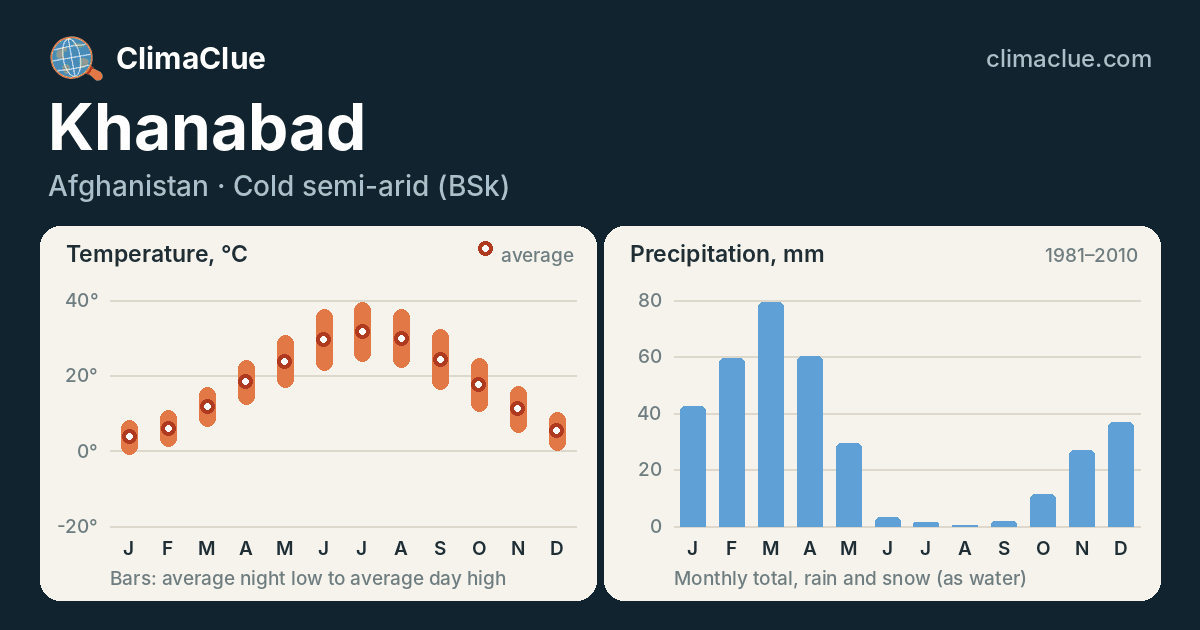 ClimaClue
climaclue.com
Khanabad
Afghanistan · Cold semi-arid (BSk)
Temperature, °C
average
40°
20°
0°
-20°
J F M A M J J A S O N D
Bars: average night low to average day high
Precipitation, mm
1981–2010
80
60
40
20
0
J F M A M J J A S O N D
Monthly total, rain and snow (as water)